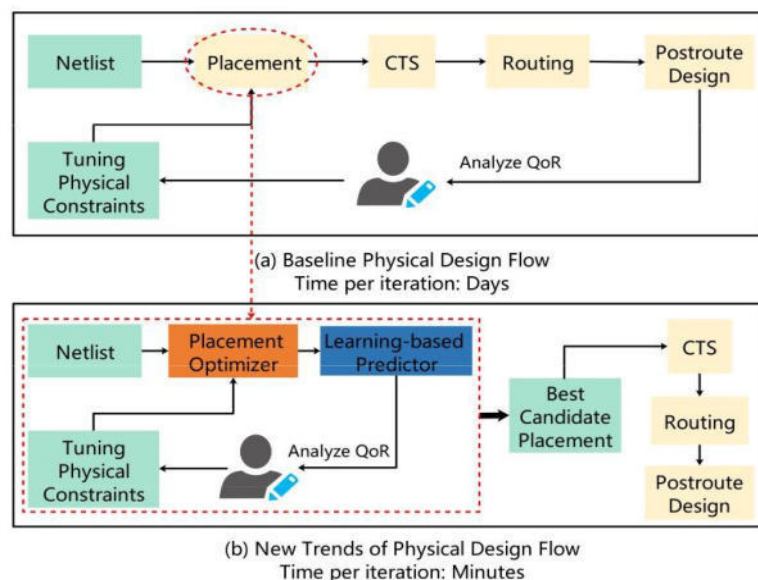 Netlist
Placement
CTS
Routing
Postroute
Design
Tuning
Physical
Constraints
Analyze QoR
(a) Baseline Physical Design Flow
Time per iteration: Days
Netlist
Placement
Optimizer
Learning-based
Predictor
Tuning
Physical
Constraints
Analyze QoR
Best
Candidate
Placement
CTS
Routing
Postroute
Design
(b) New Trends of Physical Design Flow
Time per iteration: Minutes